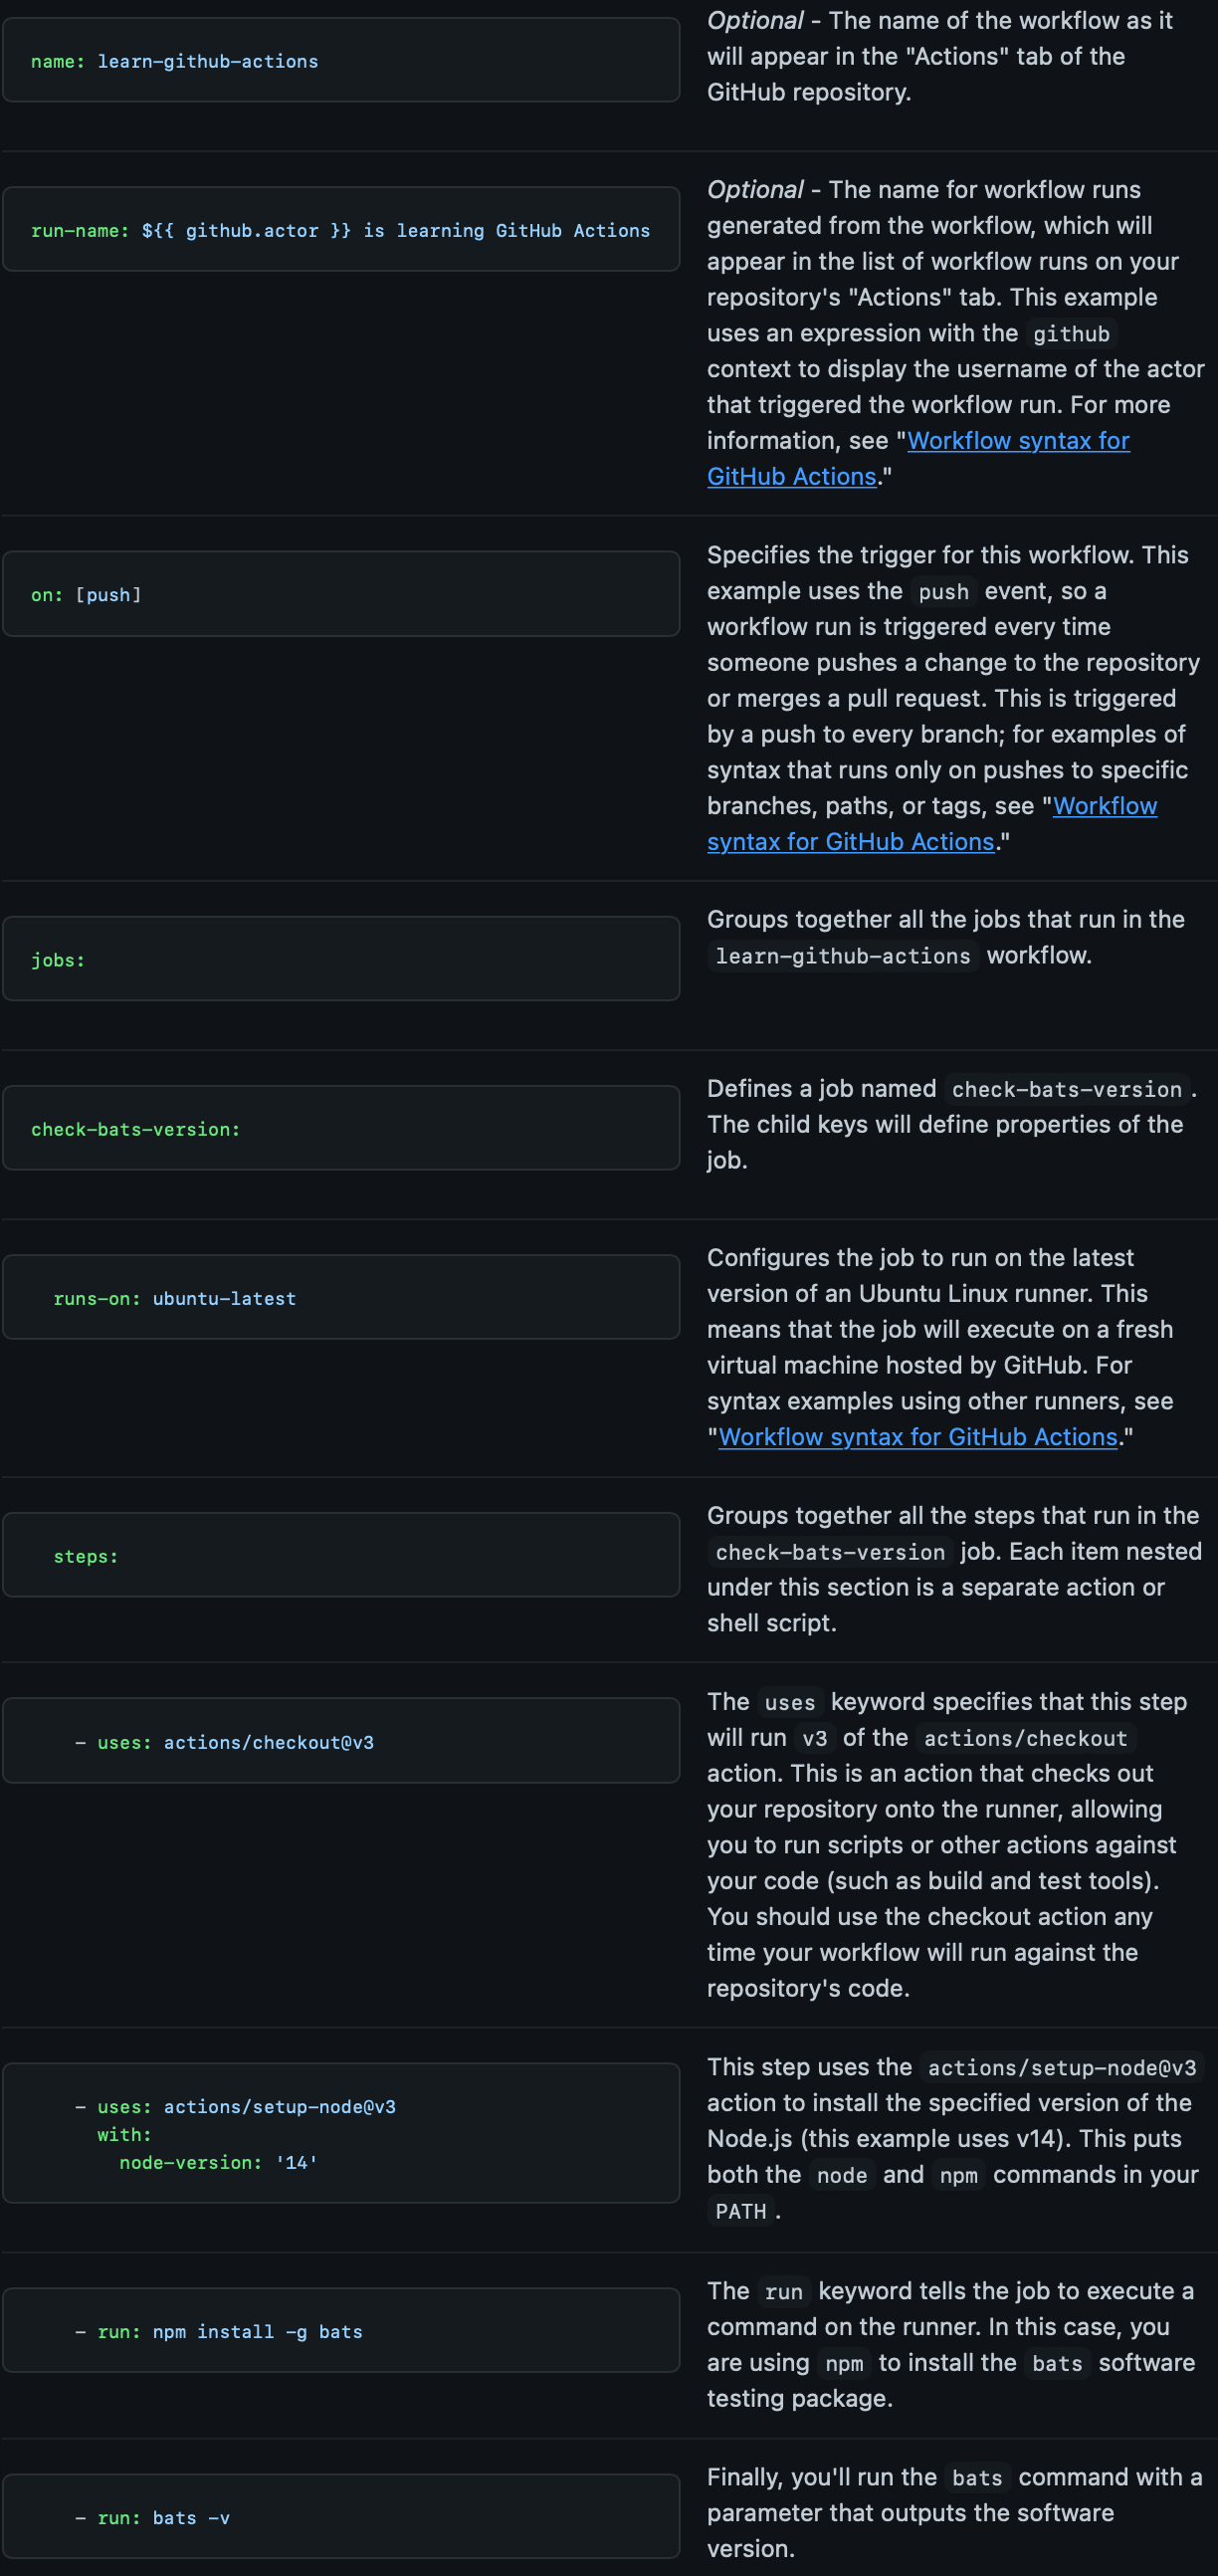 name: learn-github-actions
Optional - The name of the workflow as it
will appear in the "Actions" tab of the
GitHub repository.
run-name: ${{ github.actor }} is learning GitHub Actions
Optional - The name for workflow runs
generated from the workflow, which will
appear in the list of workflow runs on your
repository's "Actions" tab. This example
uses an expression with the github
context to display the username of the actor
that triggered the workflow run. For more
information, see "Workflow syntax for
GitHub Actions."
on: [push]
Specifies the trigger for this workflow. This
example uses the push event, so a
workflow run is triggered every time
someone pushes a change to the repository
or merges a pull request. This is triggered
by a push to every branch; for examples of
syntax that runs only on pushes to specific
branches, paths, or tags, see "Workflow
syntax for GitHub Actions."
jobs:
Groups together all the jobs that run in the
learn-github-actions workflow.
check-bats-version:
Defines a job named check-bats-version.
The child keys will define properties of the
job.
runs-on: ubuntu-latest
Configures the job to run on the latest
version of an Ubuntu Linux runner. This
means that the job will execute on a fresh
virtual machine hosted by GitHub. For
syntax examples using other runners, see
"Workflow syntax for GitHub Actions."
steps:
Groups together all the steps that run in the
check-bats-version job. Each item nested
under this section is a separate action or
shell script.
- uses: actions/checkout@v3
The uses keyword specifies that this step
will run v3 of the actions/checkout
action. This is an action that checks out
your repository onto the runner, allowing
you to run scripts or other actions against
your code (such as build and test tools).
You should use the checkout action any
time your workflow will run against the
repository's code.
- uses: actions/setup-node@v3
with:
node-version: '14'
This step uses the actions/setup-node@v3
action to install the specified version of the
Node.js (this example uses v14). This puts
both the node and npm commands in your
PATH.
- run: npm install -g bats
The run keyword tells the job to execute a
command on the runner. In this case, you
are using npm to install the bats software
testing package.
- run: bats -v
Finally, you'll run the bats command with a
parameter that outputs the software
version.